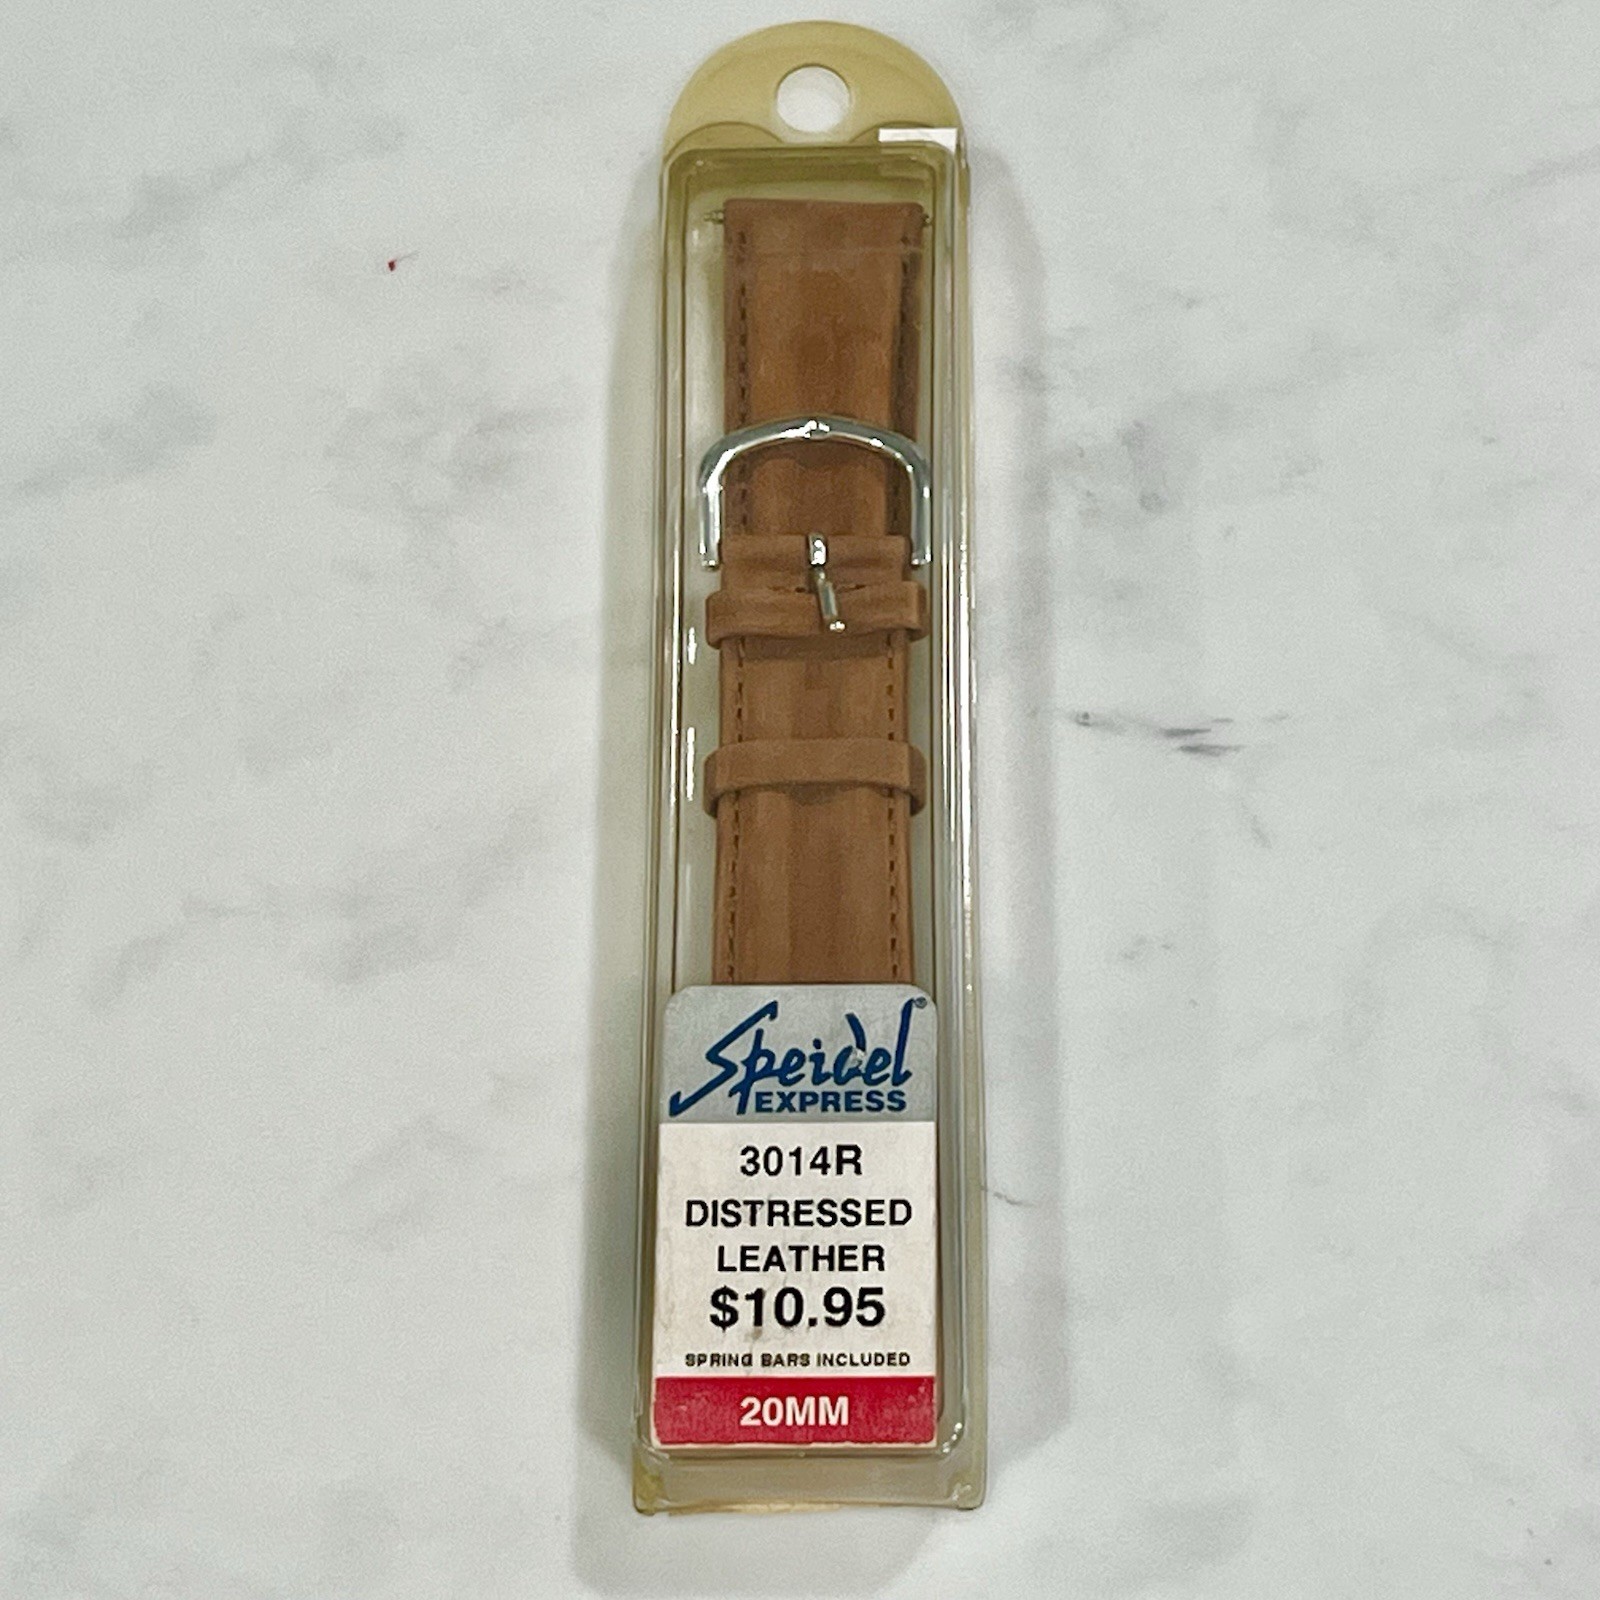 Speidel®
EXPRESS
3014R
DISTRESSED
LEATHER
$10.95
SPRING BARS INCLUDED
20MM